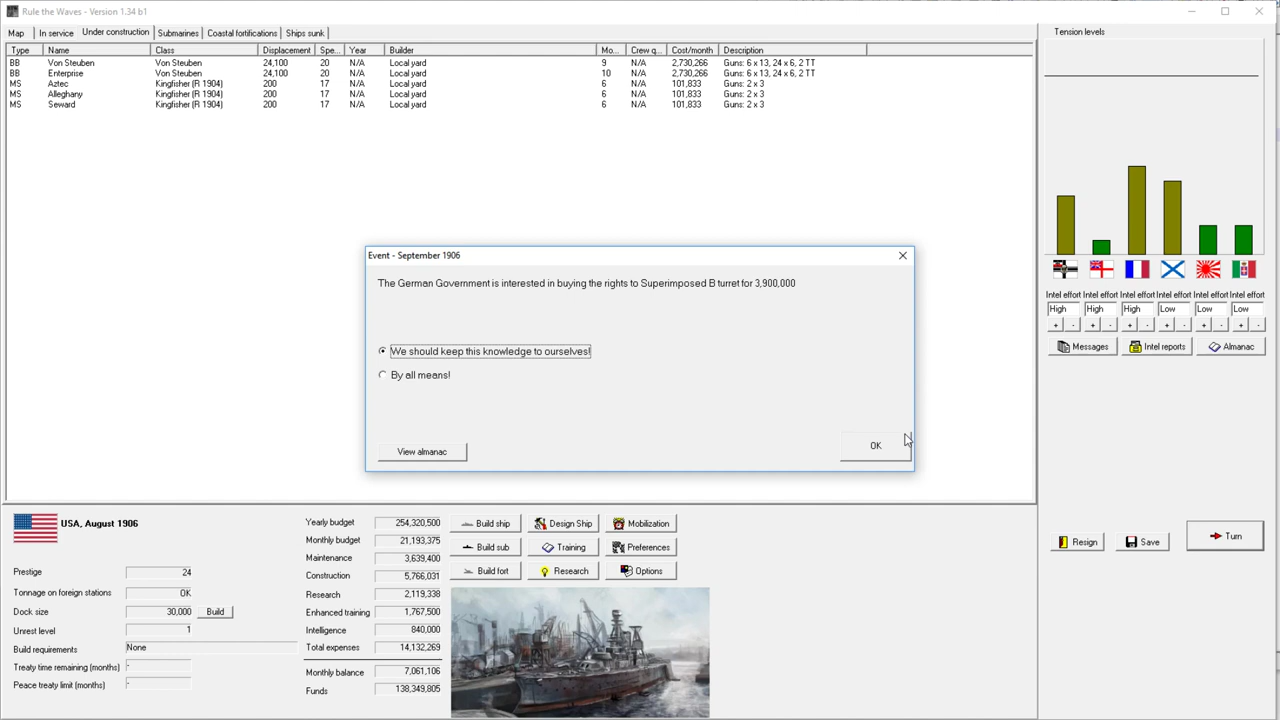 Rule the Waves - Version 1.34 b1
Map In service Under construction Submarines Coastal fortifications Ships sunk
Type Name Class Displacement Spe... Year Builder Mo... Crew q... Cost/month Description
BB Von Steuben Von Steuben 24,100 20 N/A Local yard 9 N/A 2,730,266 Guns: 6 x 13, 24 x 6, 2 TT
BB Enterprise Von Steuben 24,100 20 N/A Local yard 10 N/A 2,730,266 Guns: 6 x 13, 24 x 6, 2 TT
MS Aztec Kingfisher (R 1904) 200 17 N/A Local yard 6 N/A 101,833 Guns: 2 x 3
MS Alleghany Kingfisher (R 1904) 200 17 N/A Local yard 6 N/A 101,833 Guns: 2 x 3
MS Seward Kingfisher (R 1904) 200 17 N/A Local yard 6 N/A 101,833 Guns: 2 x 3
Tension levels
Intel effort Intel effort Intel effort Intel effort Intel effort Intel effort
High High High Low Low Low
+ - + - + - + - + - + -
Messages Intel reports Almanac
Event - September 1906
The German Government is interested in buying the rights to Superimposed B turret for 3,900,000
We should keep this knowledge to ourselves!
By all means!
View almanac OK
USA, August 1906
Prestige 24
Tonnage on foreign stations OK
Dock size 30,000 Build
Unrest level 1
Build requirements None
Treaty time remaining (months) -
Peace treaty limit (months) -
Yearly budget 254,320,500
Monthly budget 21,193,375
Maintenance 3,639,400
Construction 5,766,031
Research 2,119,338
Enhanced training 1,767,500
Intelligence 840,000
Total expenses 14,132,269
Monthly balance 7,061,106
Funds 138,349,805
Build ship Design Ship Mobilization
Build sub Training Preferences
Build fort Research Options
Resign Save Turn